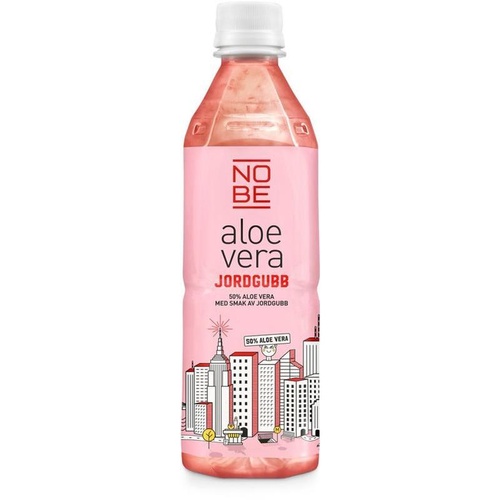 NO
BE
aloe
vera
JORDGUBB
50% ALOE VERA
MED SMAK AV JORDGUBB
50% ALOE VERA